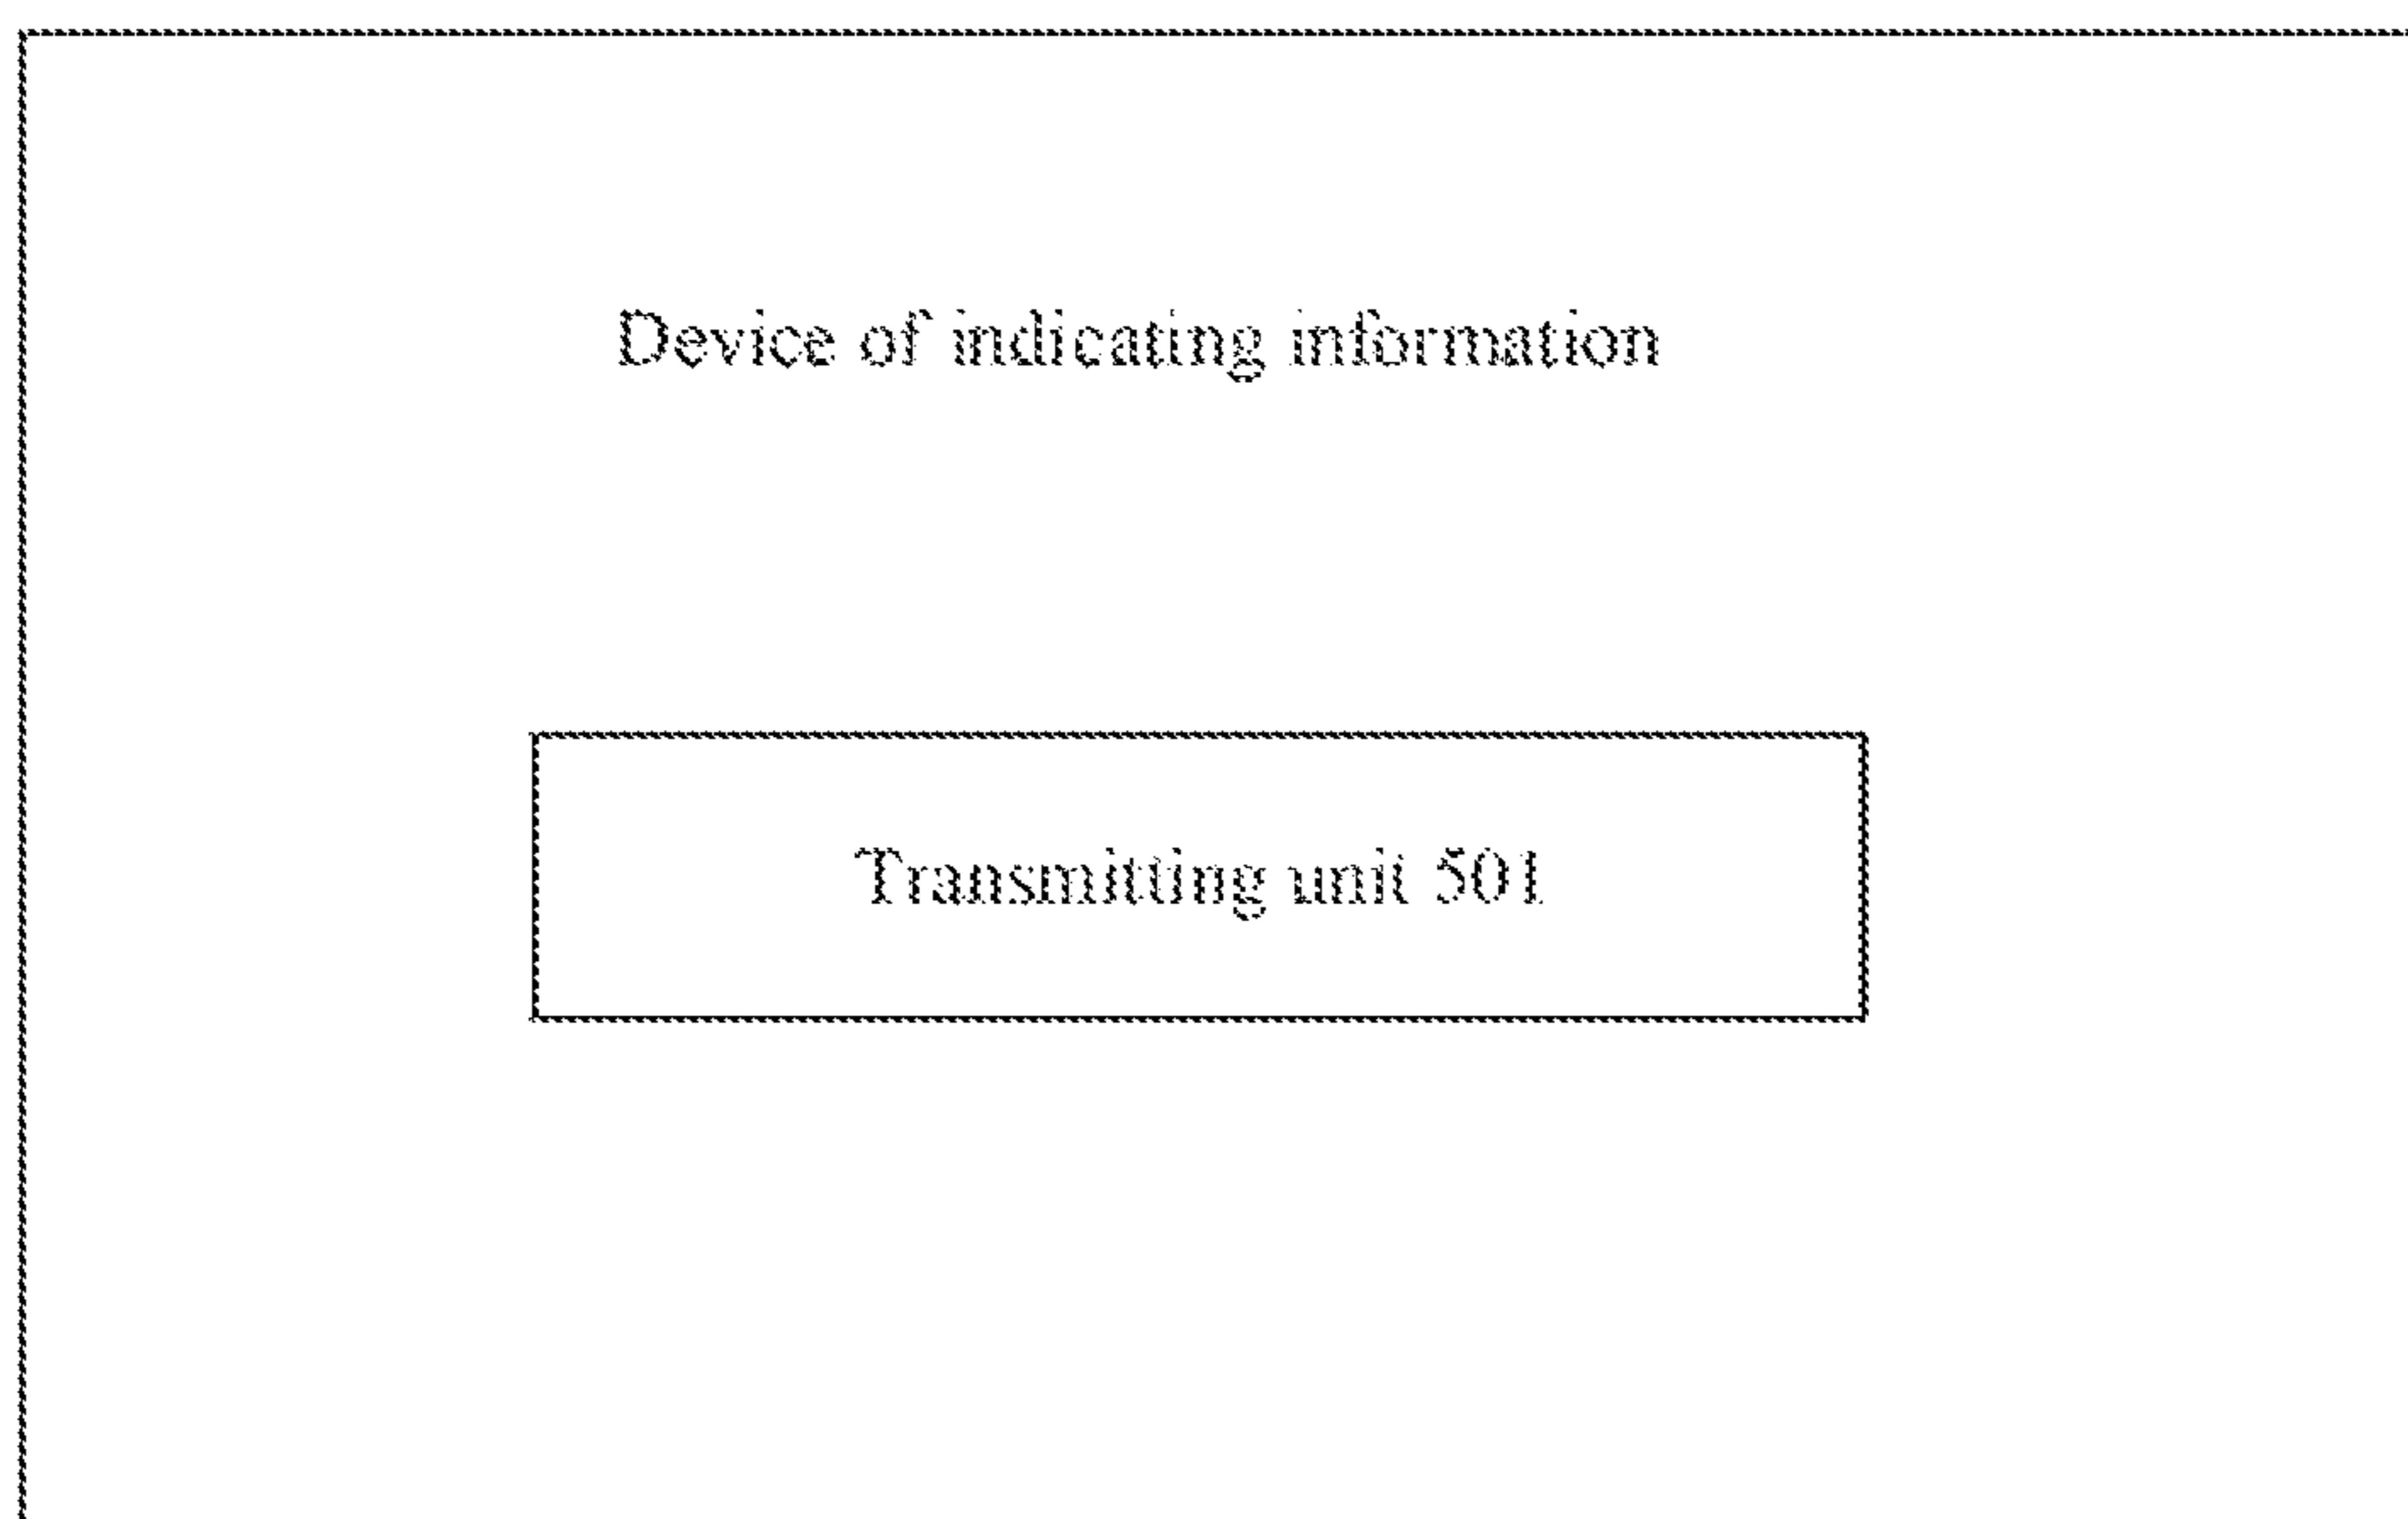 Device of indicating information
Transmitting unit 501